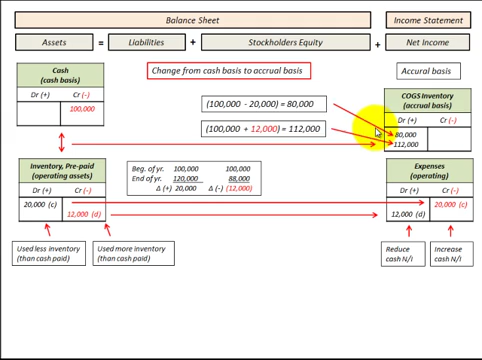 Balance Sheet
Income Statement
Assets = Liabilities + Stockholders Equity + Net Income
Cash
(cash basis)
Dr (+) Cr (-)
100,000
Change from cash basis to accrual basis
Accural basis
(100,000 - 20,000) = 80,000
(100,000 + 12,000) = 112,000
COGS Inventory
(accrual basis)
Dr (+) Cr (-)
80,000
112,000
Inventory, Pre-paid
(operating assets)
Dr (+) Cr (-)
20,000 (c)
12,000 (d)
Beg. of yr. 100,000 100,000
End of yr. 120,000 88,000
Δ (+) 20,000 Δ (-) (12,000)
Expenses
(operating)
Dr (+) Cr (-)
20,000 (c)
12,000 (d)
Used less inventory
(than cash paid)
Used more inventory
(than cash paid)
Reduce
cash N/I
Increase
cash N/I